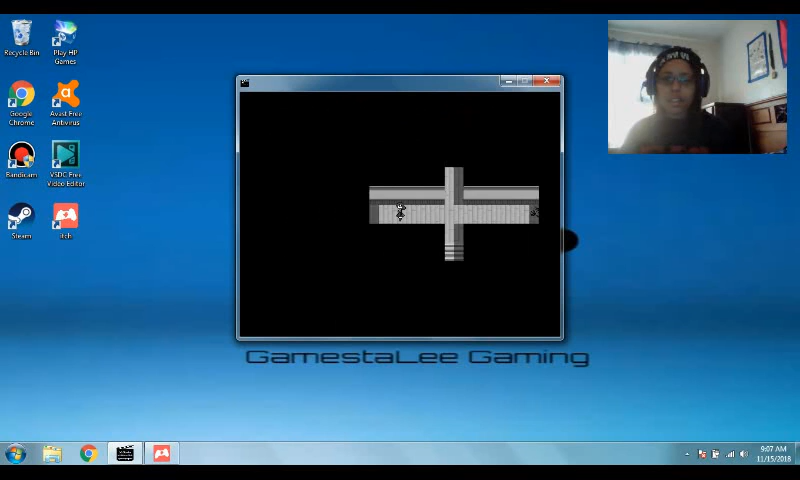 Recycle Bin
Play HP
Games
Google
Chrome
Avast Free
Antivirus
Bandicam
VSDC Free
Video Editor
Steam
itch
GamestaLee Gaming
9:07 AM
11/15/2018